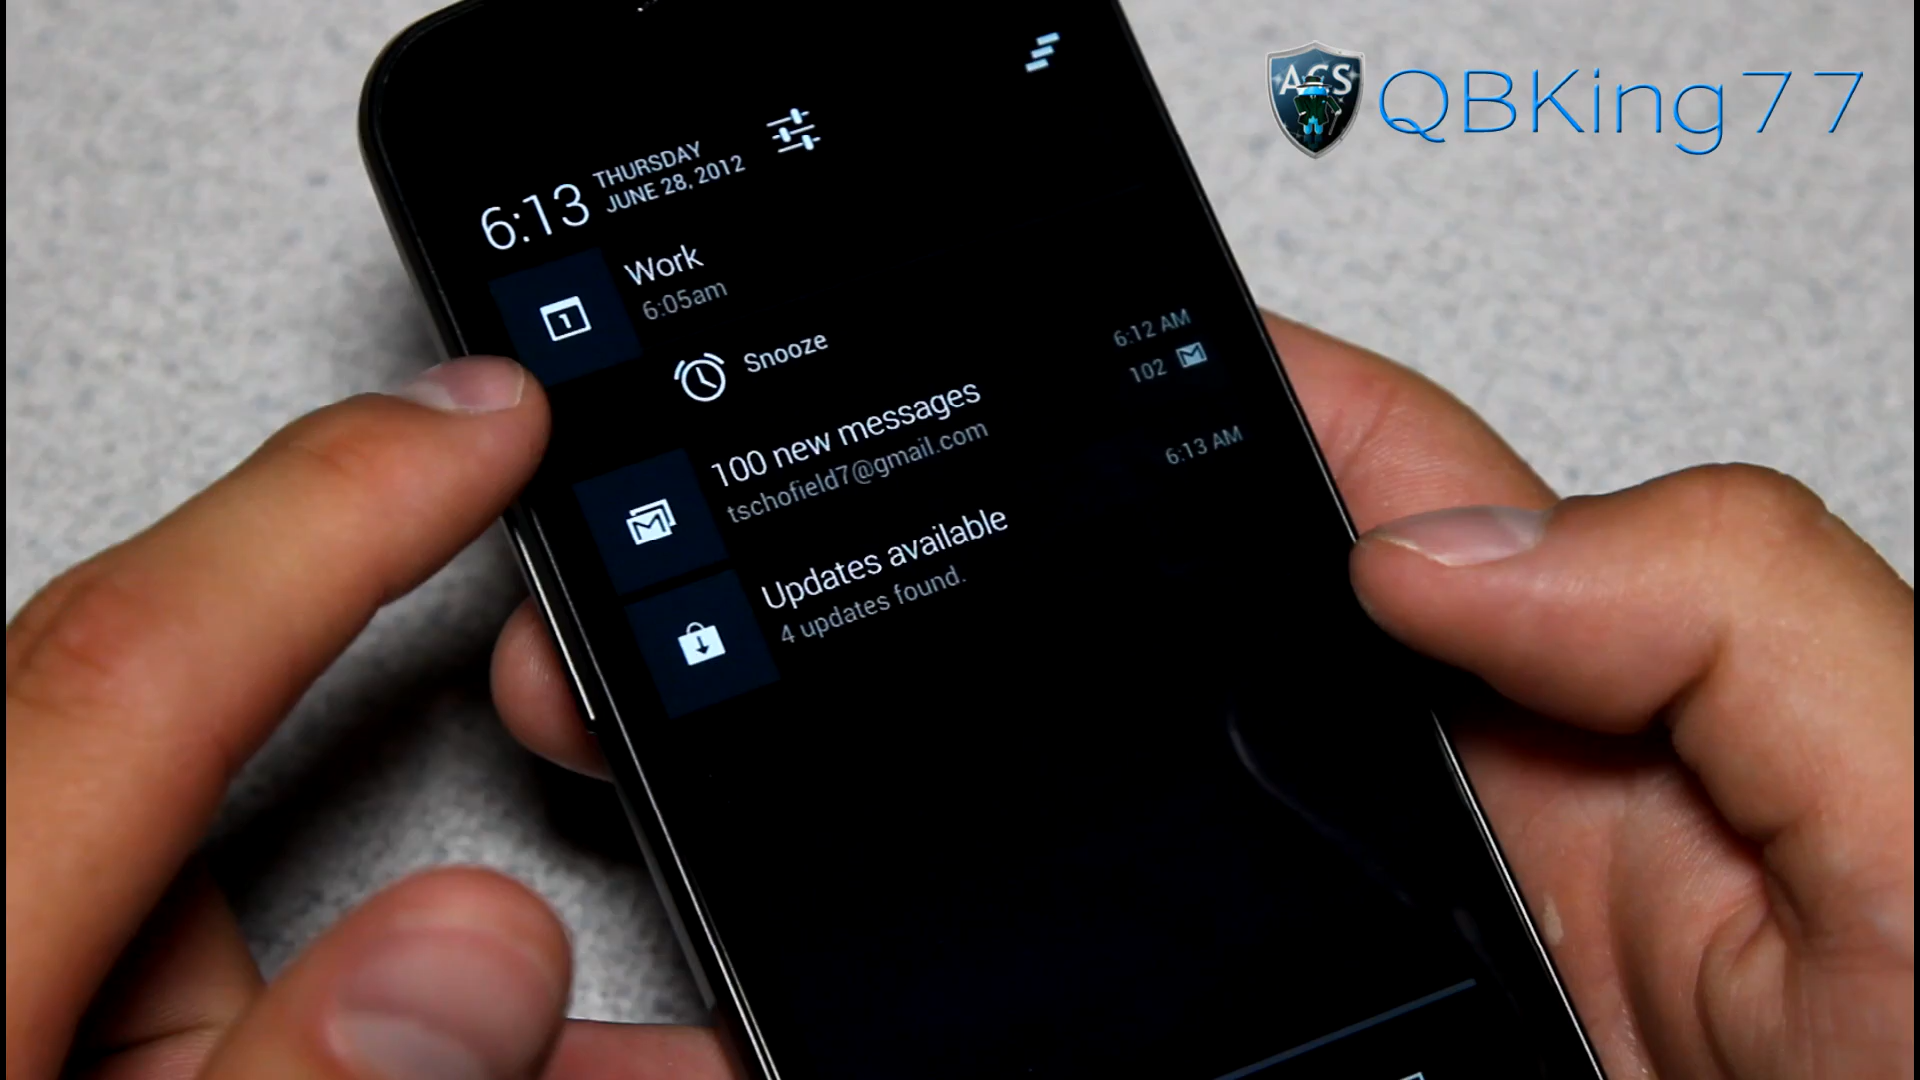 ACS
QBKing77
6:13
THURSDAY
JUNE 28, 2012
Work
6:05am
Snooze
100 new messages
6:12 AM
tschofield7@gmail.com
102
Updates available
6:13 AM
4 updates found.
1